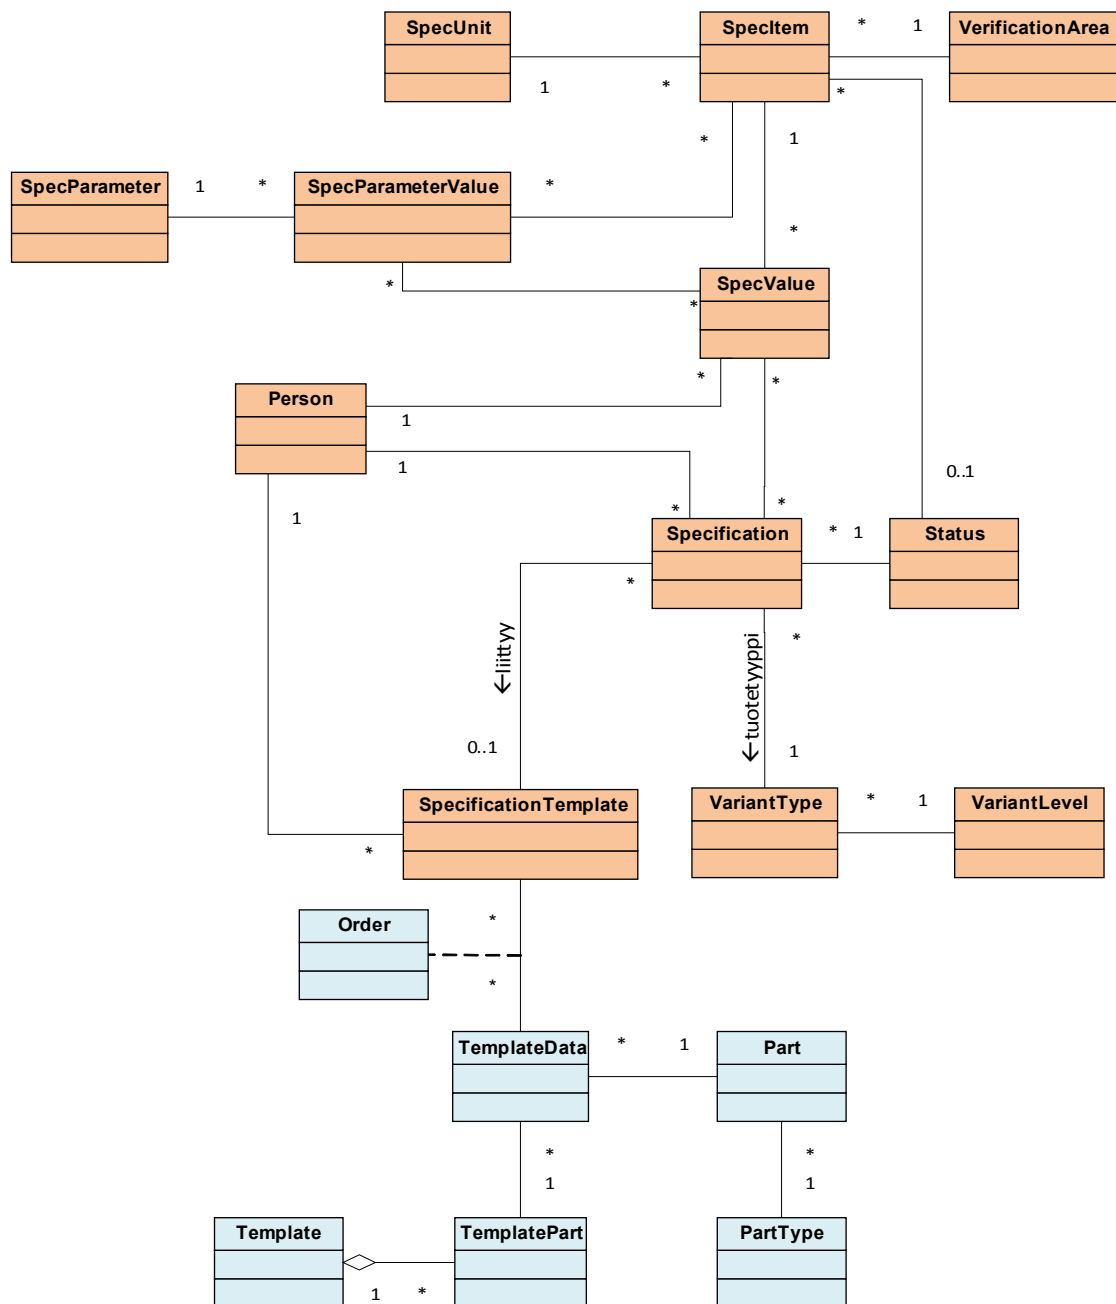 SpecUnit
SpecItem
* 1
VerificationArea
1 *
*
* 1
SpecParameter
1 *
SpecParameterValue
*
*
* *
SpecValue
* *
Person
1
1
0..1
1
* *
Specification
* 1
Status
*
←liittyy
*
←tuotetyyppi
0..1
1
SpecificationTemplate
VariantType
* 1
VariantLevel
*
Order
*
*
TemplateData
* 1
Part
*
1
*
1
Template
TemplatePart
PartType
1 *